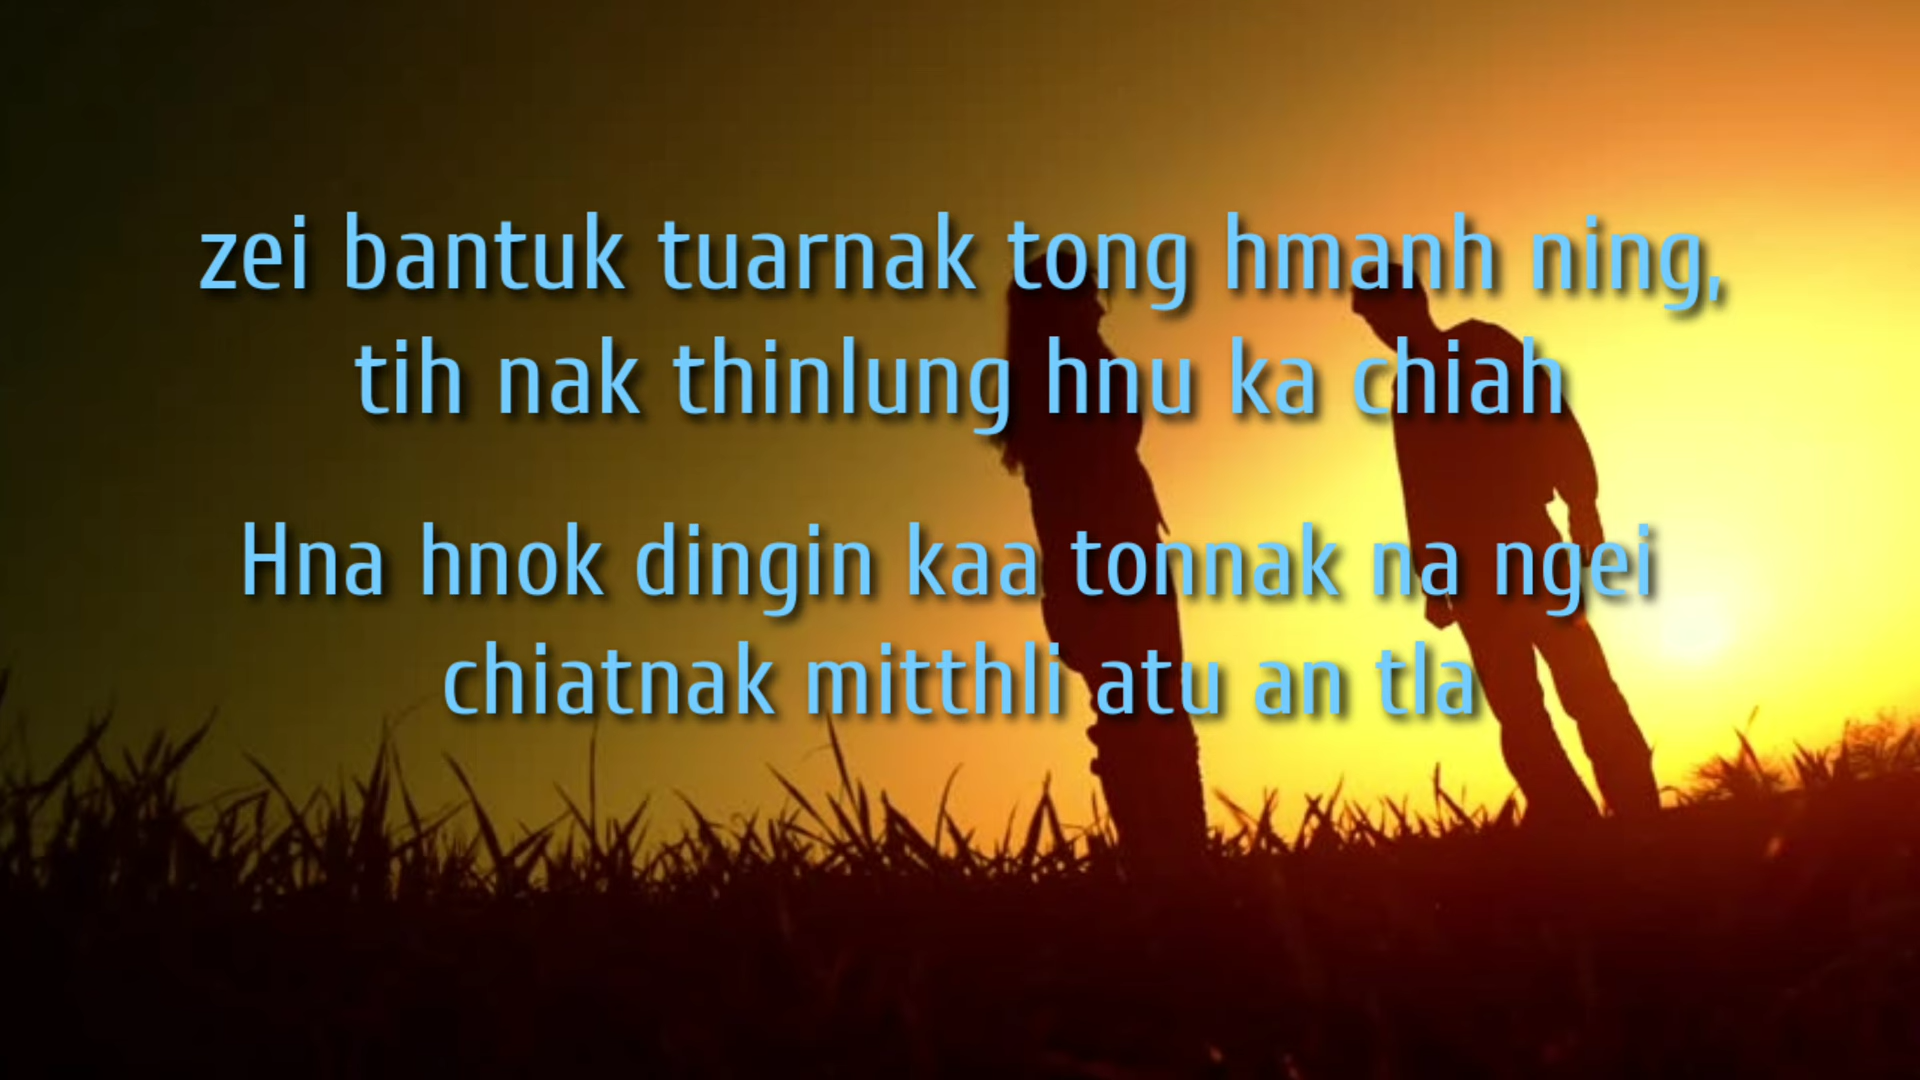 zei bantuk tuarnak tong hmanh ning,
tih nak thinlung hnu ka chiah
Hna hnok dingin kaa tonnak na ngei
chiatnak mitthli atu an tla